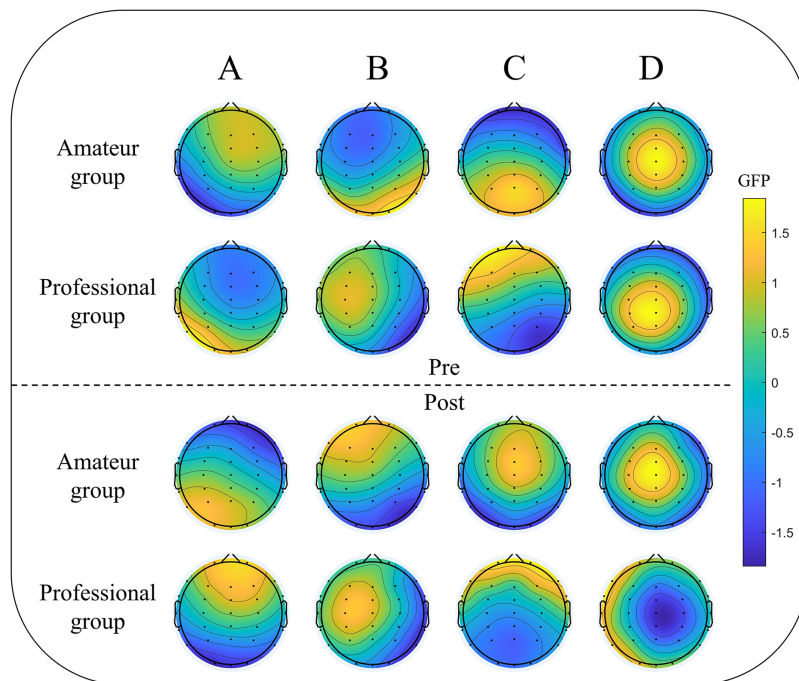 A B C D
Amateur
group
GFP
Professional
group
Pre
Post
Amateur
group
Professional
group
1.5
1
0.5
0
-0.5
-1
-1.5